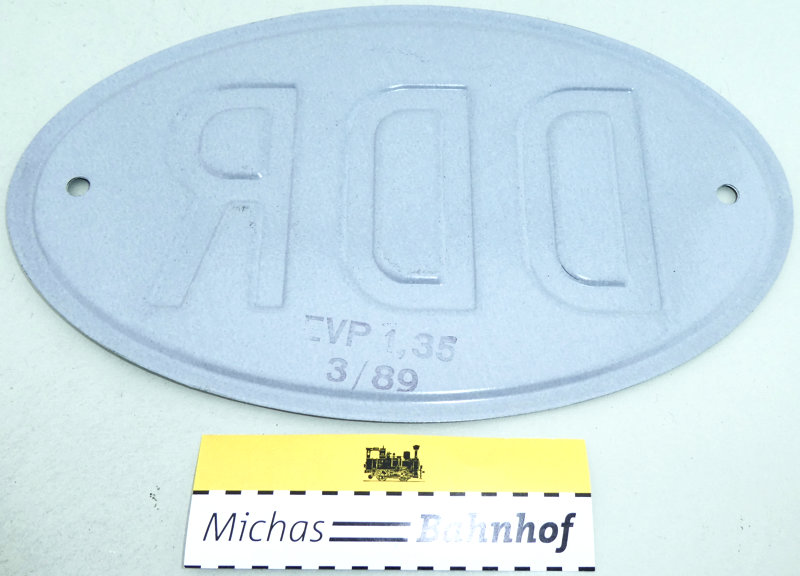 DDR
EVP 1,35
3/89
Michas Bahnhof